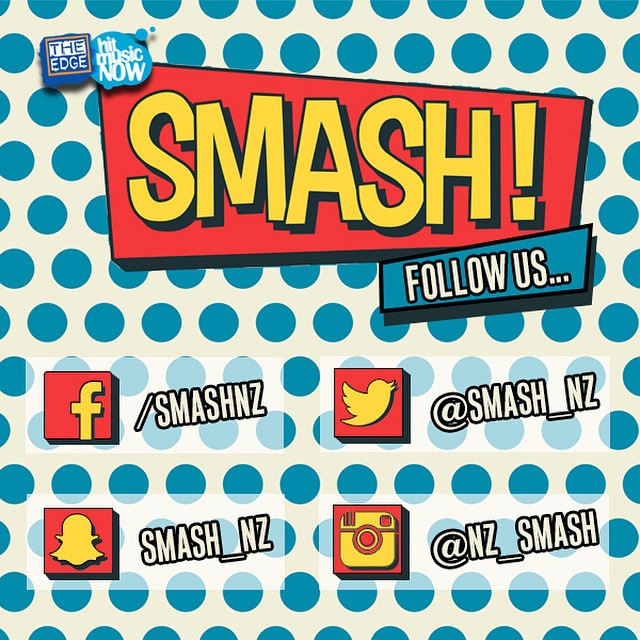 THE
EDGE
hit
music
NOW
SMASH!
FOLLOW US...
/SMASHNZ
@SMASH_NZ
SMASH_NZ
@NZ_SMASH